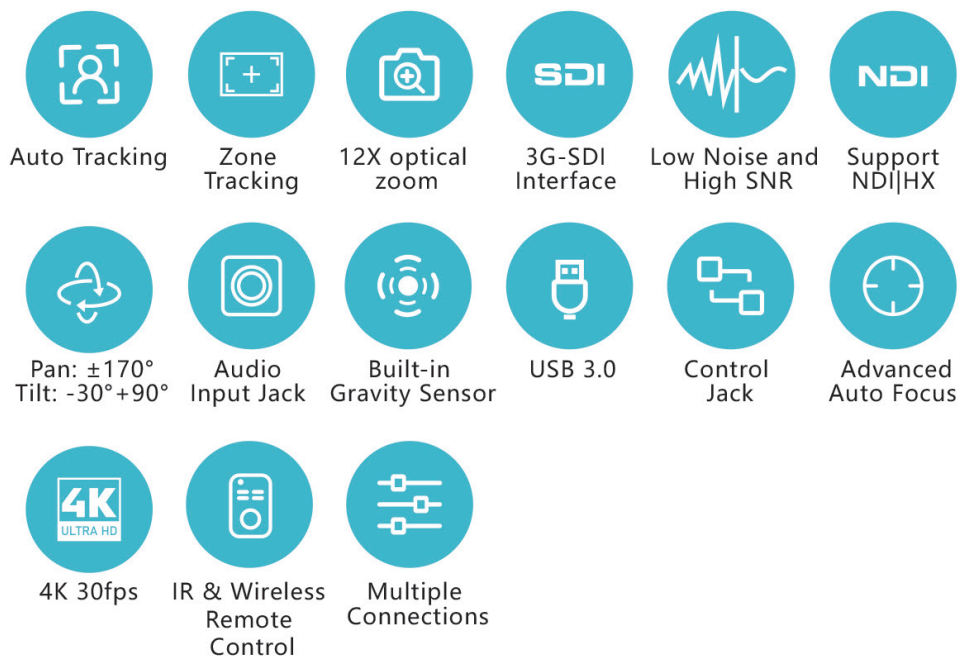 SDI
NDI
Auto Tracking
Zone
Tracking
12X optical
zoom
3G-SDI
Interface
Low Noise and
High SNR
Support
NDI|HX
Pan: ±170°
Tilt: -30°+90°
Audio
Input Jack
Built-in
Gravity Sensor
USB 3.0
Control
Jack
Advanced
Auto Focus
4K
ULTRA HD
4K 30fps
IR & Wireless
Remote
Control
Multiple
Connections